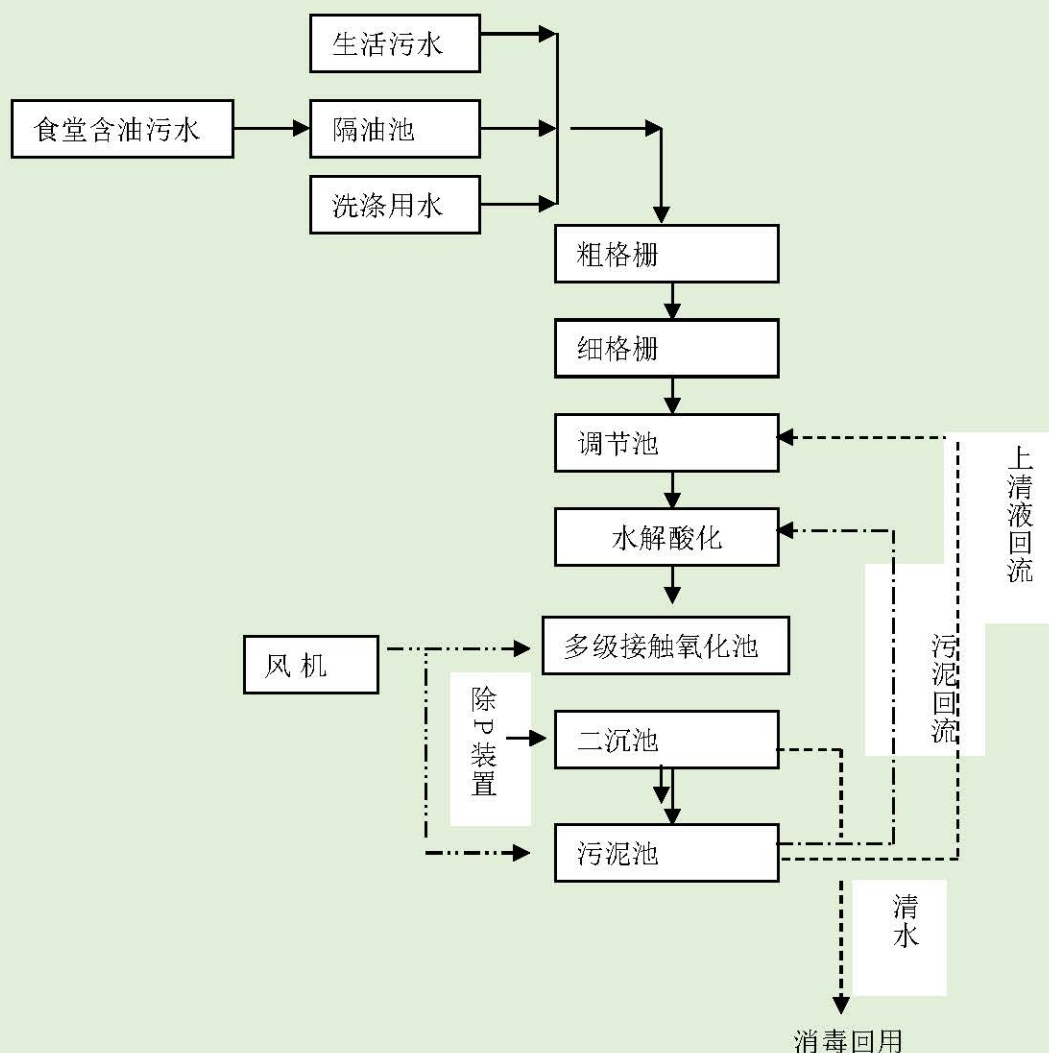 生活污水
食堂含油污水
隔油池
洗涤用水
粗格栅
细格栅
调节池
上清液回流
水解酸化
多级接触氧化池
污泥回流
风机
除P装置
二沉池
污泥池
清水
消毒回用